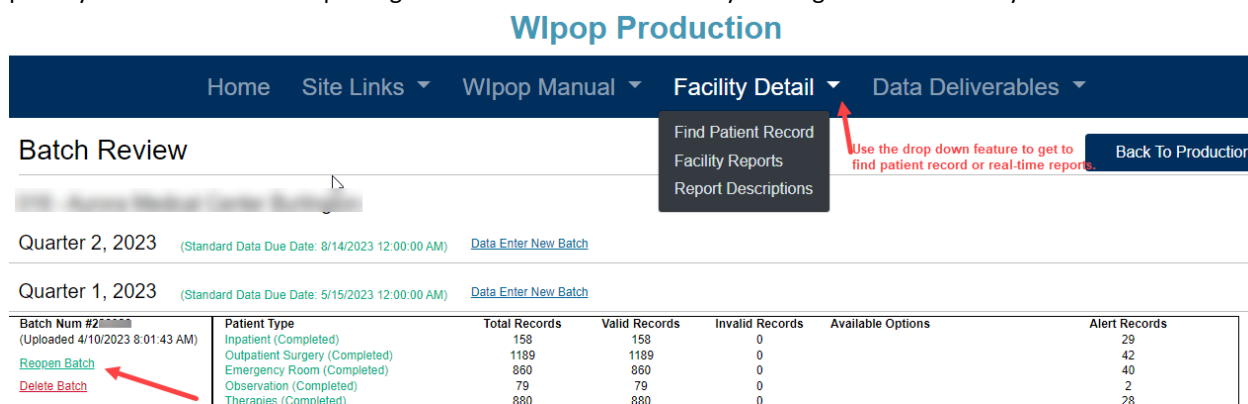 WIpop Production
Home Site Links WIpop Manual Facility Detail Data Deliverables
Find Patient Record
Facility Reports
Report Descriptions
Use the drop down feature to get to
find patient record or real-time reports.
Back To Production
Batch Review
Quarter 2, 2023 (Standard Data Due Date: 8/14/2023 12:00:00 AM) Data Enter New Batch
Quarter 1, 2023 (Standard Data Due Date: 5/15/2023 12:00:00 AM) Data Enter New Batch
Batch Num #2 Patient Type Total Records Valid Records Invalid Records Available Options Alert Records
(Uploaded 4/10/2023 8:01:43 AM) Inpatient (Completed) 158 158 0 29
Outpatient Surgery (Completed) 1189 1189 0 42
Reopen Batch Emergency Room (Completed) 860 860 0 40
Delete Batch Observation (Completed) 79 79 0 2
Therapies (Completed) 880 880 0 28